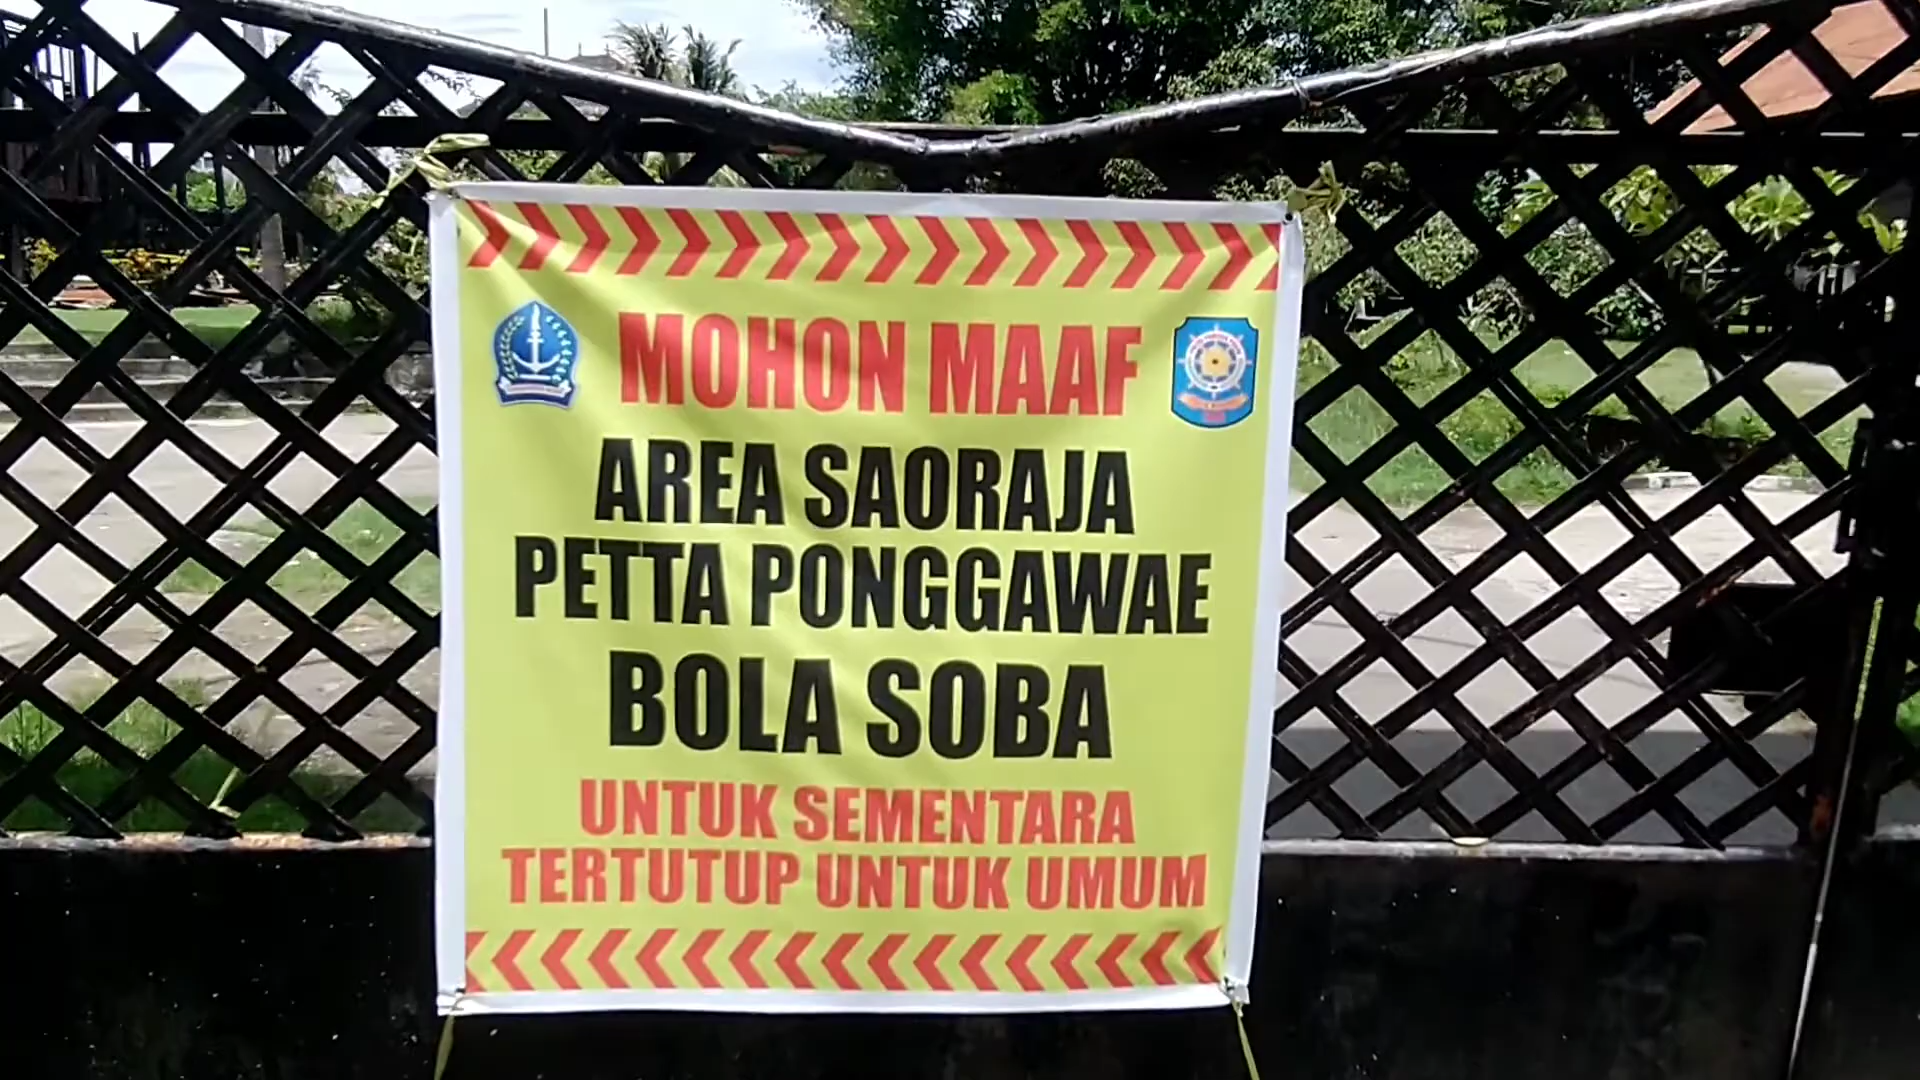 MOHON MAAF
AREA SAORAJA
PETTA PONGGAWAE
BOLA SOBA
UNTUK SEMENTARA
TERTUTUP UNTUK UMUM